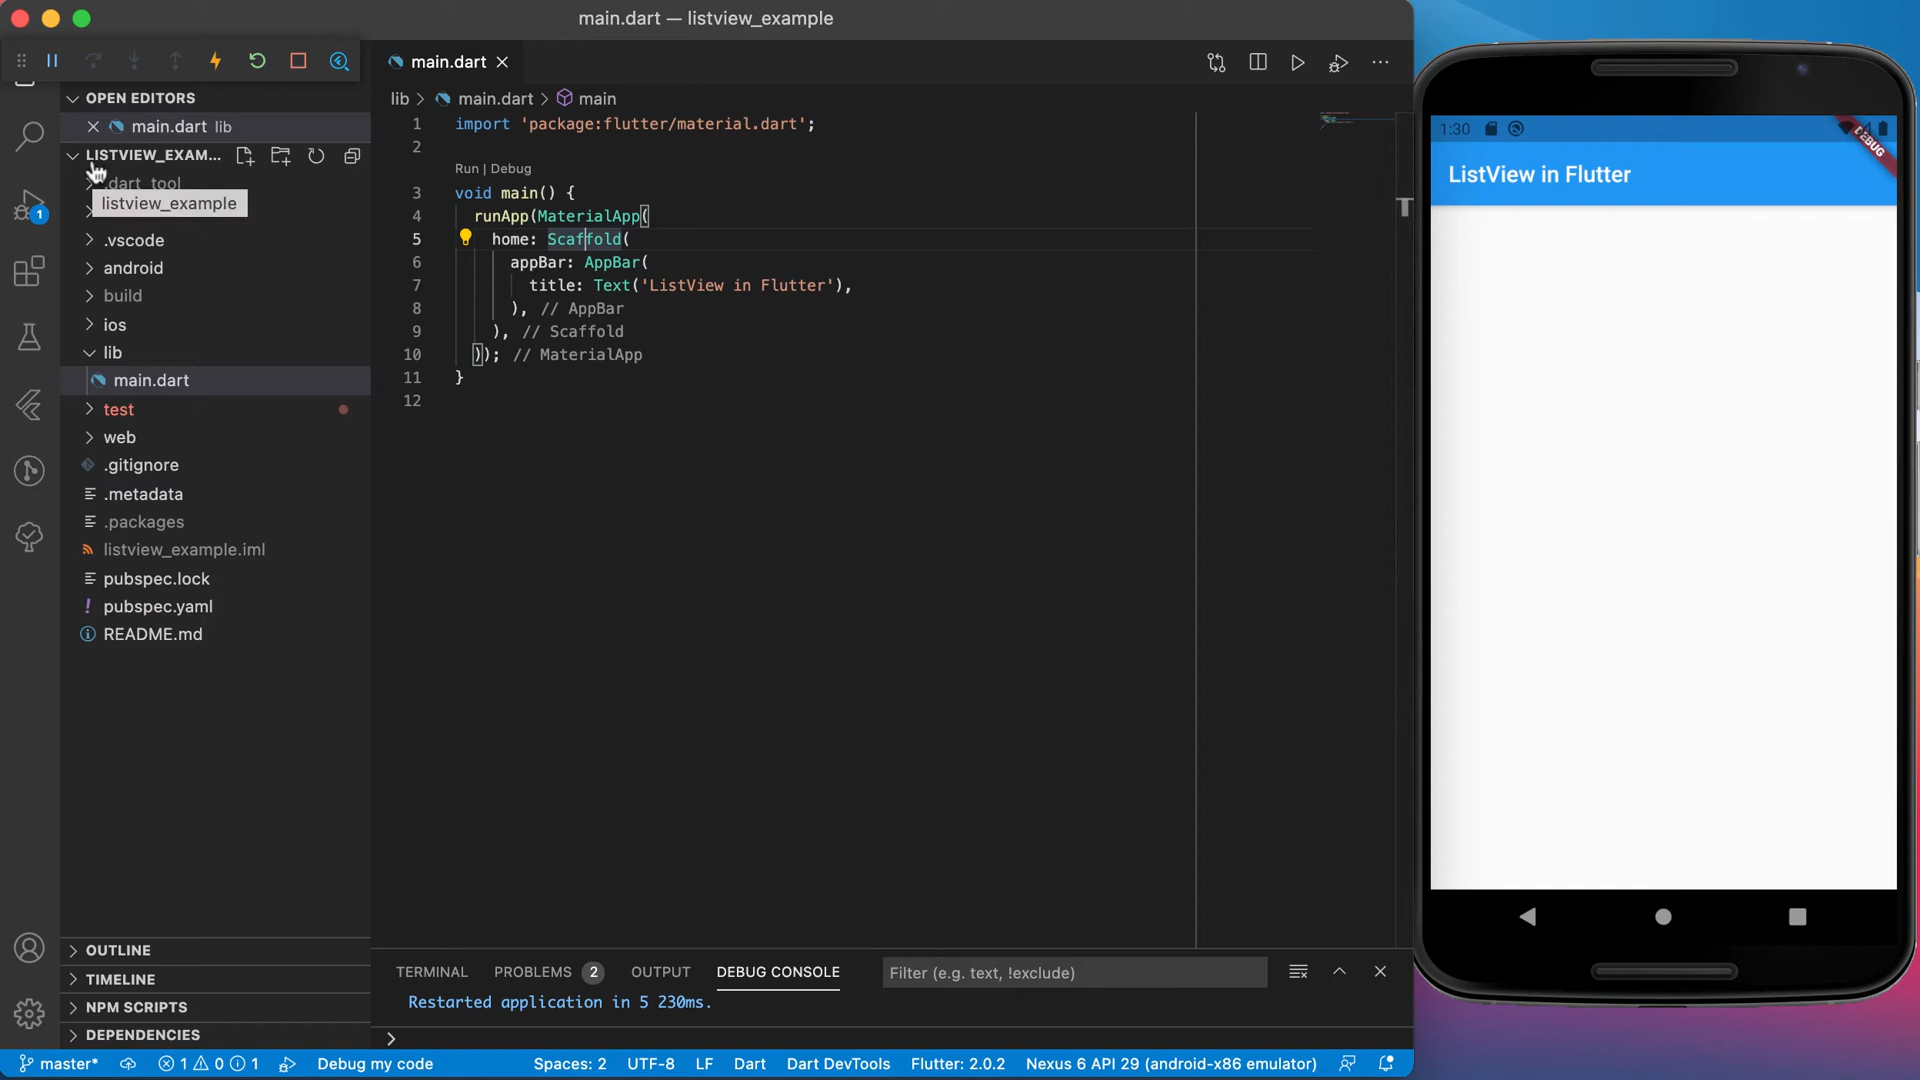 main.dart — listview_example
main.dart
OPEN EDITORS
main.dart lib
LISTVIEW_EXAM...
.dart_tool
listview_example
.vscode
android
build
ios
lib
main.dart
test
web
.gitignore
.metadata
.packages
listview_example.iml
pubspec.lock
pubspec.yaml
README.md
OUTLINE
TIMELINE
NPM SCRIPTS
DEPENDENCIES
1
lib > main.dart > main
1 import 'package:flutter/material.dart';
2
Run | Debug
3 void main() {
4 runApp(MaterialApp(
5 home: Scaffold(
6 appBar: AppBar(
7 title: Text('ListView in Flutter'),
8 ), // AppBar
9 ), // Scaffold
10 )); // MaterialApp
11 }
12
TERMINAL PROBLEMS 2 OUTPUT DEBUG CONSOLE Filter (e.g. text, !exclude)
Restarted application in 5 230ms.
master* 1 0 1 Debug my code Spaces: 2 UTF-8 LF Dart Dart DevTools Flutter: 2.0.2 Nexus 6 API 29 (android-x86 emulator)
1:30
DEBUG
ListView in Flutter